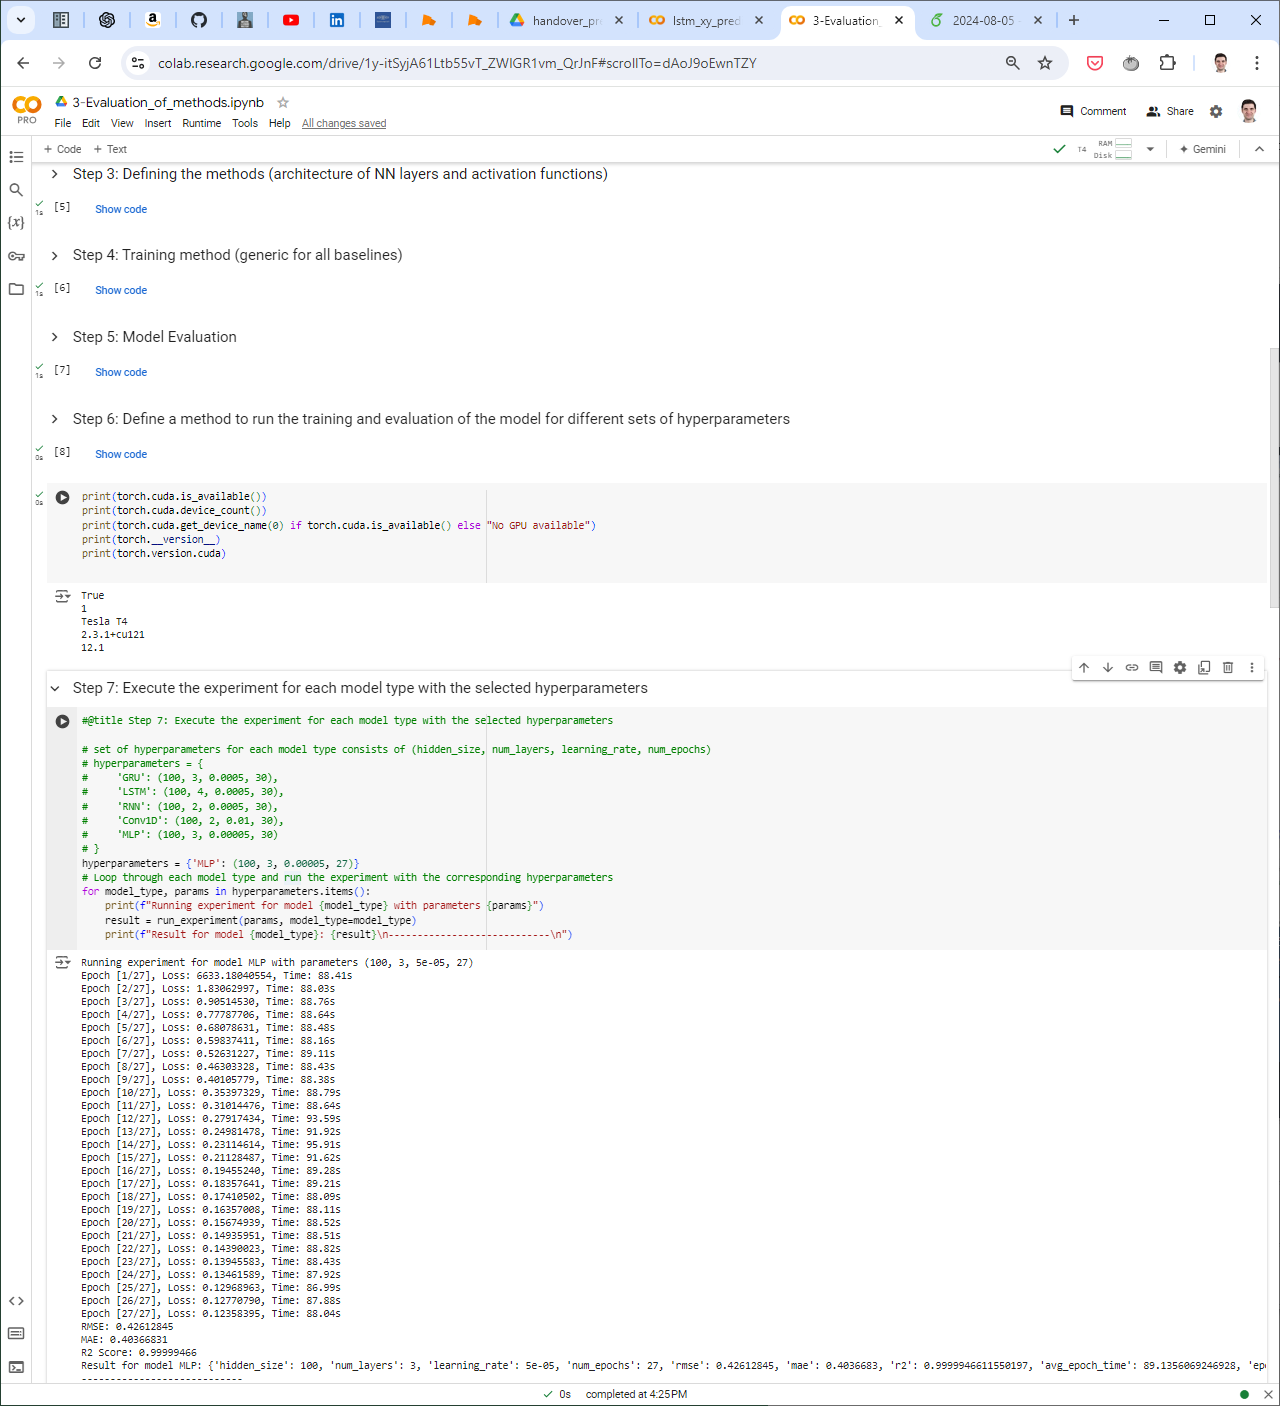 handover_pr
lstm_xy_pred
3-Evaluation_
2024-08-05
colab.research.google.com/drive/1y-itSyjA61Ltb55vT_ZWIGR1vm_QrJnF#scrollTo=dAoJ9oEwnTZY
CO
PRO
3-Evaluation_of_methods.ipynb
File Edit View Insert Runtime Tools Help All changes saved
Comment Share
+ Code + Text
T4 RAM Disk Gemini
Step 3: Defining the methods (architecture of NN layers and activation functions)
1s [5] Show code
Step 4: Training method (generic for all baselines)
1s [6] Show code
Step 5: Model Evaluation
1s [7] Show code
Step 6: Define a method to run the training and evaluation of the model for different sets of hyperparameters
0s [8] Show code
0s
print(torch.cuda.is_available())
print(torch.cuda.device_count())
print(torch.cuda.get_device_name(0) if torch.cuda.is_available() else "No GPU available")
print(torch.__version__)
print(torch.version.cuda)
True
1
Tesla T4
2.3.1+cu121
12.1
Step 7: Execute the experiment for each model type with the selected hyperparameters
#@title Step 7: Execute the experiment for each model type with the selected hyperparameters
# set of hyperparameters for each model type consists of (hidden_size, num_layers, learning_rate, num_epochs)
# hyperparameters = {
#     'GRU': (100, 3, 0.0005, 30),
#     'LSTM': (100, 4, 0.0005, 30),
#     'RNN': (100, 2, 0.0005, 30),
#     'Conv1D': (100, 2, 0.01, 30),
#     'MLP': (100, 3, 0.00005, 30)
# }
hyperparameters = {'MLP': (100, 3, 0.00005, 27)}
# Loop through each model type and run the experiment with the corresponding hyperparameters
for model_type, params in hyperparameters.items():
    print(f"Running experiment for model {model_type} with parameters {params}")
    result = run_experiment(params, model_type=model_type)
    print(f"Result for model {model_type}: {result}\n----------------------------\n")
Running experiment for model MLP with parameters (100, 3, 5e-05, 27)
Epoch [1/27], Loss: 6633.18040554, Time: 88.41s
Epoch [2/27], Loss: 1.83062997, Time: 88.03s
Epoch [3/27], Loss: 0.90514530, Time: 88.76s
Epoch [4/27], Loss: 0.77787706, Time: 88.64s
Epoch [5/27], Loss: 0.68078631, Time: 88.48s
Epoch [6/27], Loss: 0.59837411, Time: 88.16s
Epoch [7/27], Loss: 0.52631227, Time: 89.11s
Epoch [8/27], Loss: 0.46303328, Time: 88.43s
Epoch [9/27], Loss: 0.40105779, Time: 88.38s
Epoch [10/27], Loss: 0.35397329, Time: 88.79s
Epoch [11/27], Loss: 0.31014476, Time: 88.64s
Epoch [12/27], Loss: 0.27917434, Time: 93.59s
Epoch [13/27], Loss: 0.24981478, Time: 91.92s
Epoch [14/27], Loss: 0.23114614, Time: 95.91s
Epoch [15/27], Loss: 0.21128487, Time: 91.62s
Epoch [16/27], Loss: 0.19455240, Time: 89.28s
Epoch [17/27], Loss: 0.18357641, Time: 89.21s
Epoch [18/27], Loss: 0.17410502, Time: 88.09s
Epoch [19/27], Loss: 0.16357008, Time: 88.11s
Epoch [20/27], Loss: 0.15674939, Time: 88.52s
Epoch [21/27], Loss: 0.14935951, Time: 88.51s
Epoch [22/27], Loss: 0.14390023, Time: 88.82s
Epoch [23/27], Loss: 0.13945583, Time: 88.43s
Epoch [24/27], Loss: 0.13461589, Time: 87.92s
Epoch [25/27], Loss: 0.12968963, Time: 86.99s
Epoch [26/27], Loss: 0.12770790, Time: 87.88s
Epoch [27/27], Loss: 0.12358395, Time: 88.04s
RMSE: 0.42612845
MAE: 0.40366831
R2 Score: 0.99999466
Result for model MLP: {'hidden_size': 100, 'num_layers': 3, 'learning_rate': 5e-05, 'num_epochs': 27, 'rmse': 0.42612845, 'mae': 0.4036683, 'r2': 0.9999946611550197, 'avg_epoch_time': 89.1356069246928, 'epo
----------------------------
0s completed at 4:25PM